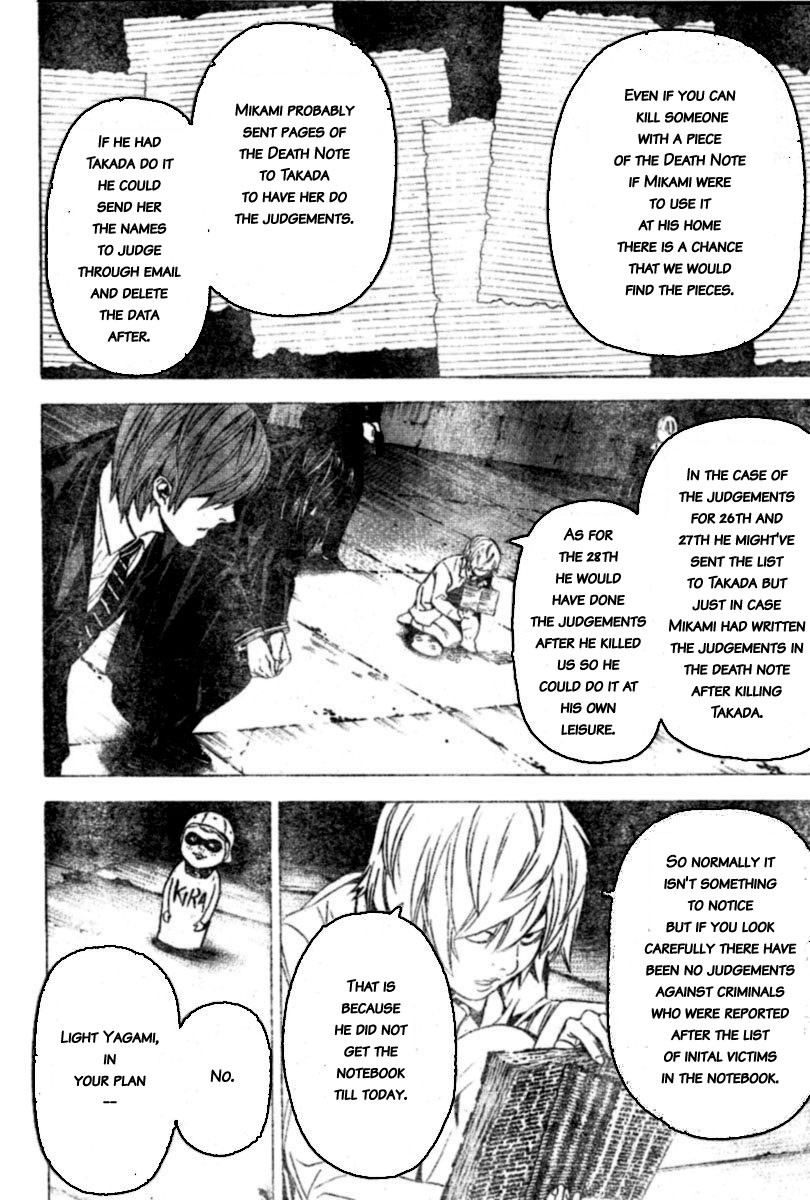 EVEN IF YOU CAN
KILL SOMEONE
WITH A PIECE
OF THE DEATH NOTE
IF MIKAMI WERE
TO USE IT
AT HIS HOME
THERE IS A CHANCE
THAT WE WOULD
FIND THE PIECES.
MIKAMI PROBABLY
SENT PAGES OF
THE DEATH NOTE
TO TAKADA
TO HAVE HER DO
THE JUDGEMENTS.
IF HE HAD
TAKADA DO IT
HE COULD
SEND HER
THE NAMES
TO JUDGE
THROUGH EMAIL
AND DELETE
THE DATA
AFTER.
IN THE CASE OF
THE JUDGEMENTS
FOR 26TH AND
27TH HE MIGHT'VE
SENT THE LIST
TO TAKADA BUT
JUST IN CASE
MIKAMI HAD WRITTEN
THE JUDGEMENTS IN
THE DEATH NOTE
AFTER KILLING
TAKADA.
AS FOR
THE 28TH
HE WOULD
HAVE DONE
THE JUDGEMENTS
AFTER HE KILLED
US SO HE
COULD DO IT AT
HIS OWN
LEISURE.
SO NORMALLY IT
ISN'T SOMETHING
TO NOTICE
BUT IF YOU LOOK
CAREFULLY THERE HAVE
BEEN NO JUDGEMENTS
AGAINST CRIMINALS
WHO WERE REPORTED
AFTER THE LIST
OF INITAL VICTIMS
IN THE NOTEBOOK.
THAT IS
BECAUSE
HE DID NOT
GET THE
NOTEBOOK
TILL TODAY.
KIRA
NO.
LIGHT YAGAMI,
IN
YOUR PLAN
--